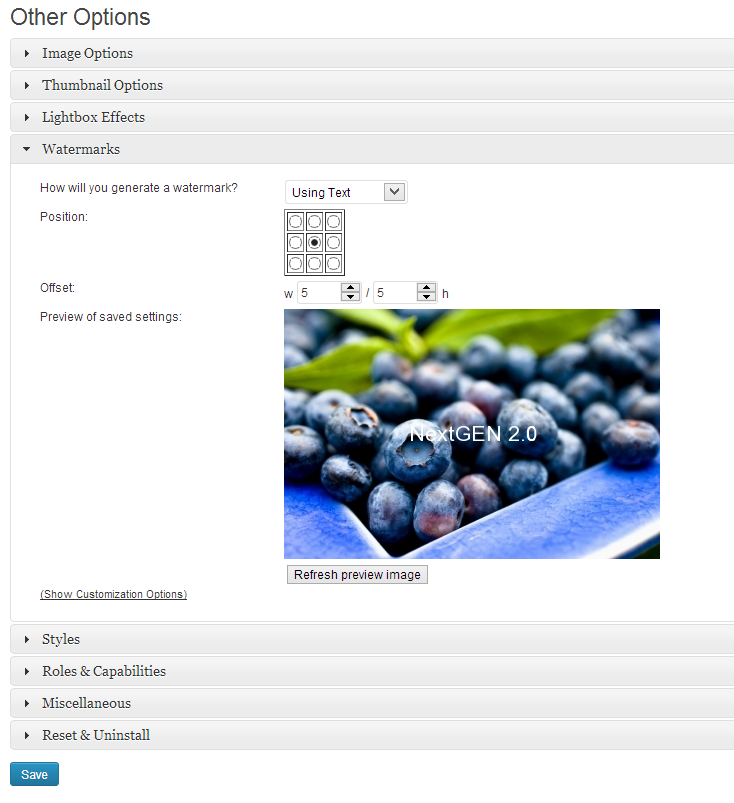 Other Options
Image Options
Thumbnail Options
Lightbox Effects
Watermarks
How will you generate a watermark? Using Text
Position:
Offset: w 5 / 5 h
Preview of saved settings:
NextGEN 2.0
Refresh preview image
(Show Customization Options)
Styles
Roles & Capabilities
Miscellaneous
Reset & Uninstall
Save